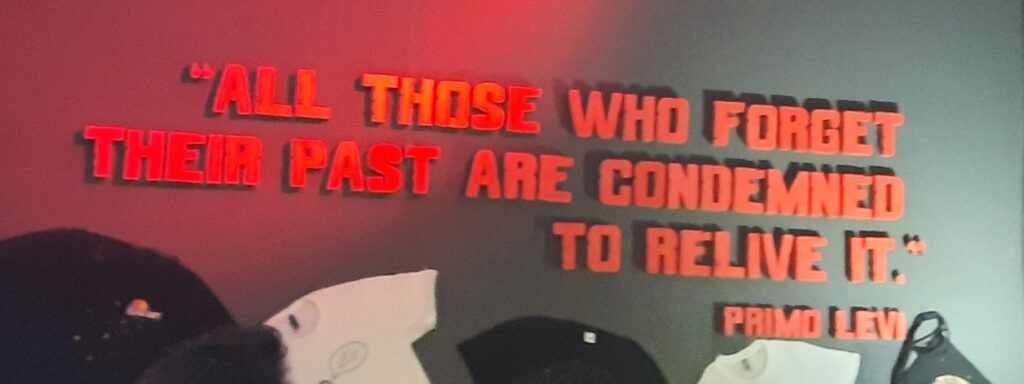 “ALL THOSE WHO FORGET
THEIR PAST ARE CONDEMNED
TO RELIVE IT.“
PRIMO LEVI